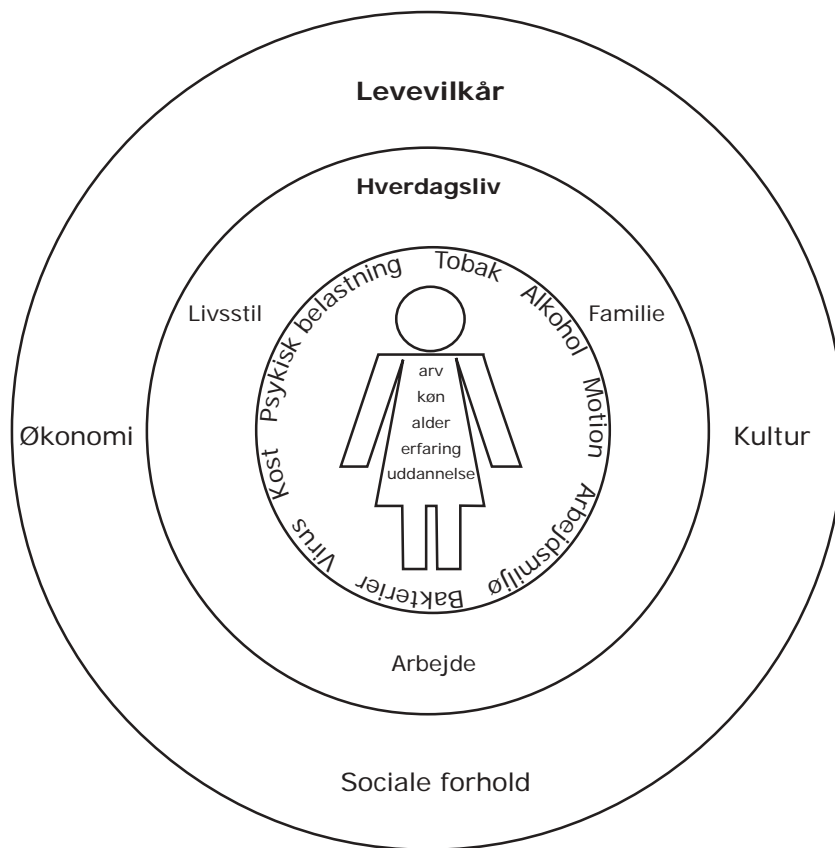 Levevilkår
Hverdagsliv
Psykisk belastning
Tobak
Alkohol
Motion
Arbejdsmiljø
Bakterier
Virus
Kost
Livsstil
Familie
arv
køn
alder
erfaring
uddannelse
Økonomi
Kultur
Arbejde
Sociale forhold